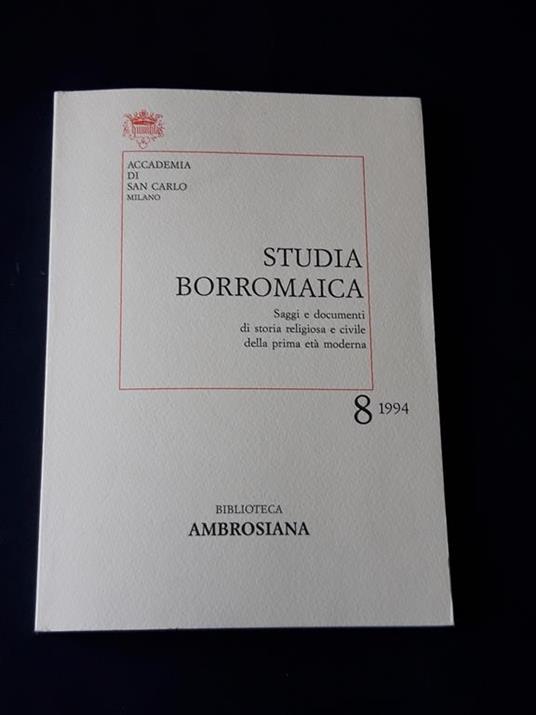 humilitas
ACCADEMIA
DI
SAN CARLO
MILANO
STUDIA
BORROMAICA
Saggi e documenti
di storia religiosa e civile
della prima età moderna
8 1994
BIBLIOTECA
AMBROSIANA